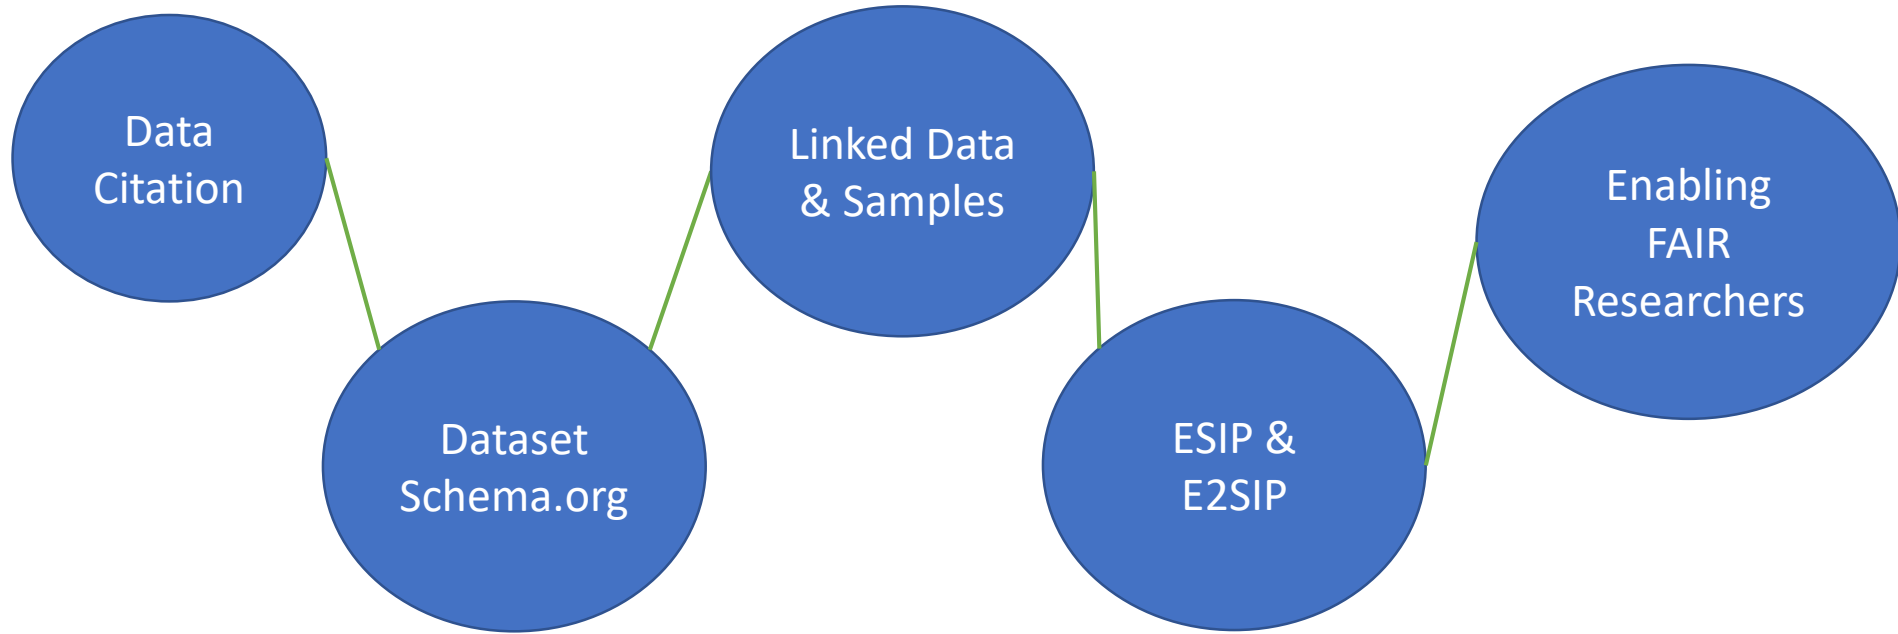 Data
Citation
Dataset
Schema.org
Linked Data
& Samples
ESIP &
E2SIP
Enabling
FAIR
Researchers